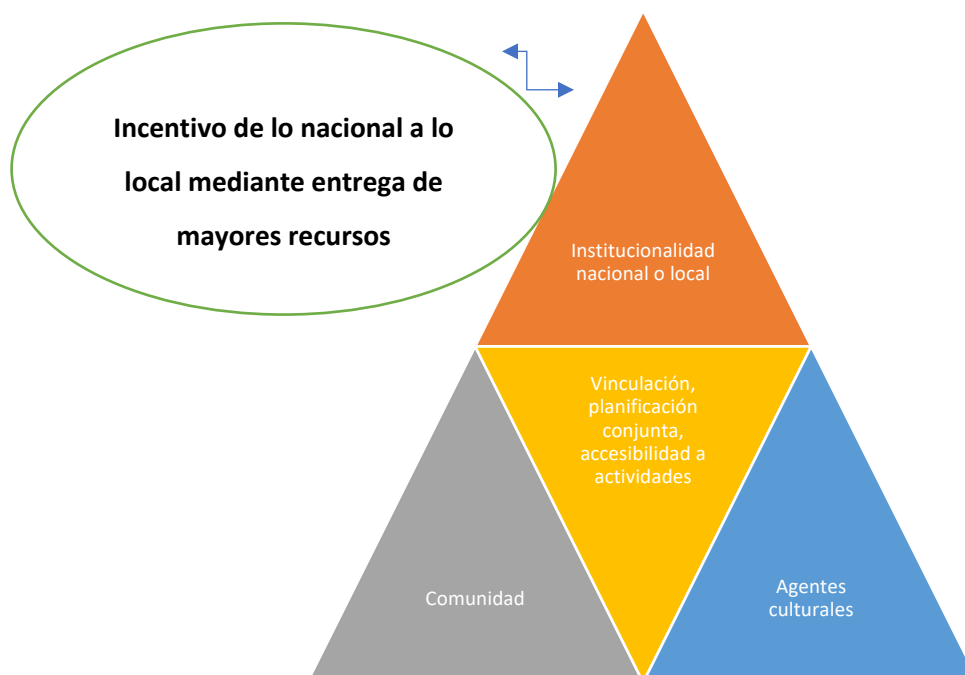 Incentivo de lo nacional a lo
local mediante entrega de
mayores recursos
Institucionalidad
nacional o local
Vinculación,
planificación
conjunta,
accesibilidad a
actividades
Comunidad
Agentes
culturales